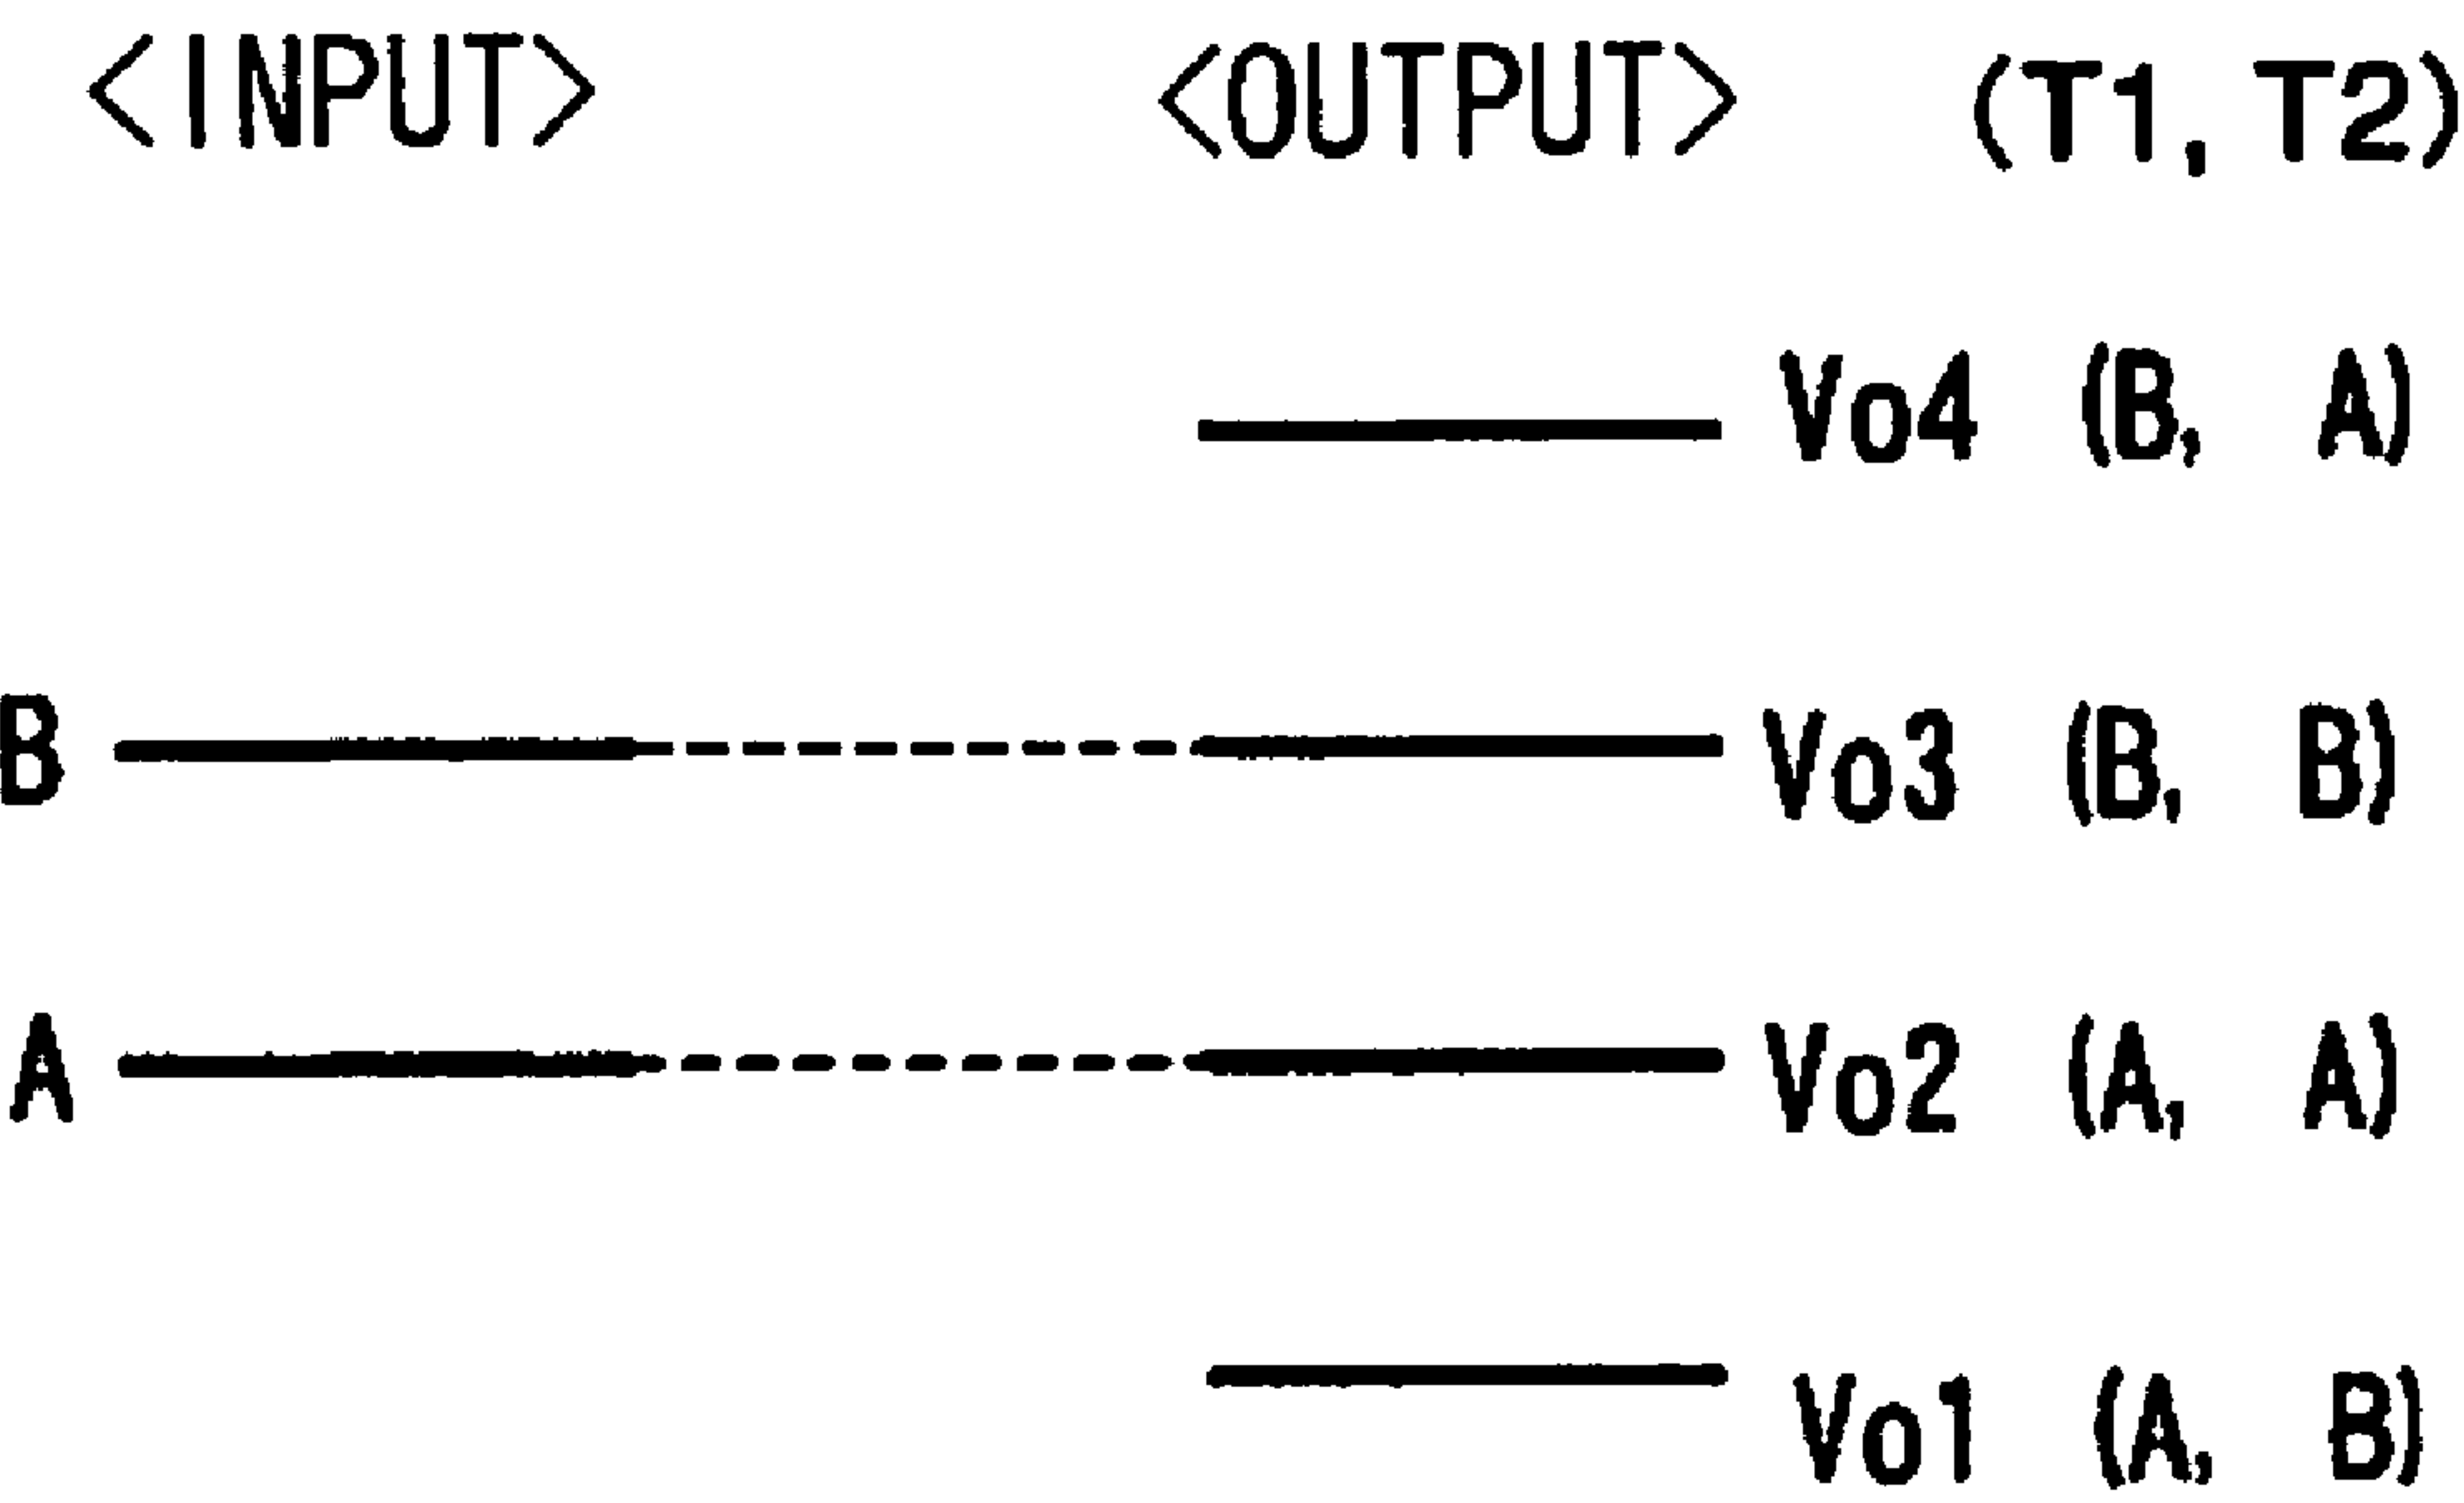 <INPUT> <OUTPUT> (T1, T2)
Vo4 (B, A)
B Vo3 (B, B)
A Vo2 (A, A)
Vo1 (A, B)